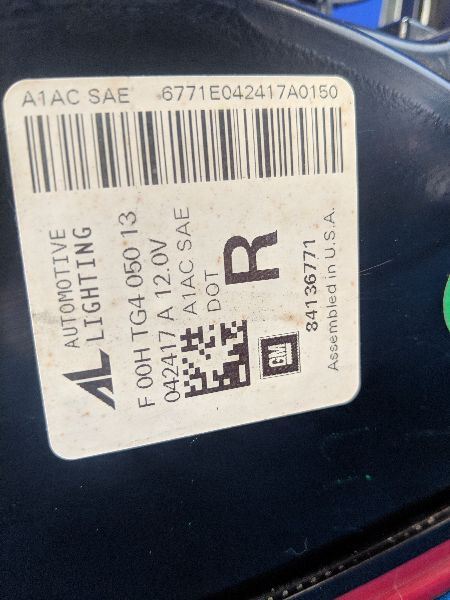 A1AC SAE 6771E042417A0150
AL AUTOMOTIVE
LIGHTING
F 00H TG4 050 13
042417 A 12.0V
A1AC SAE
DOT
R
GM
84136771
Assembled in U.S.A.